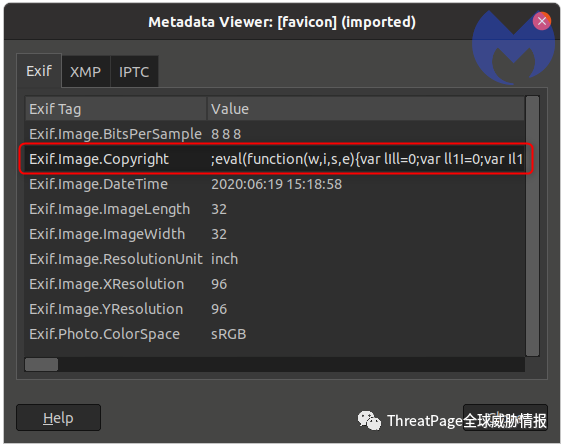 Metadata Viewer: [favicon] (imported)
Exif XMP IPTC
Exif Tag Value
Exif.Image.BitsPerSample 8 8 8
Exif.Image.Copyright ;eval(function(w,i,s,e){var lIll=0;var ll1I=0;var Il1
Exif.Image.DateTime 2020:06:19 15:18:58
Exif.Image.ImageLength 32
Exif.Image.ImageWidth 32
Exif.Image.ResolutionUnit inch
Exif.Image.XResolution 96
Exif.Image.YResolution 96
Exif.Photo.ColorSpace sRGB
Help
ThreatPage全球威胁情报